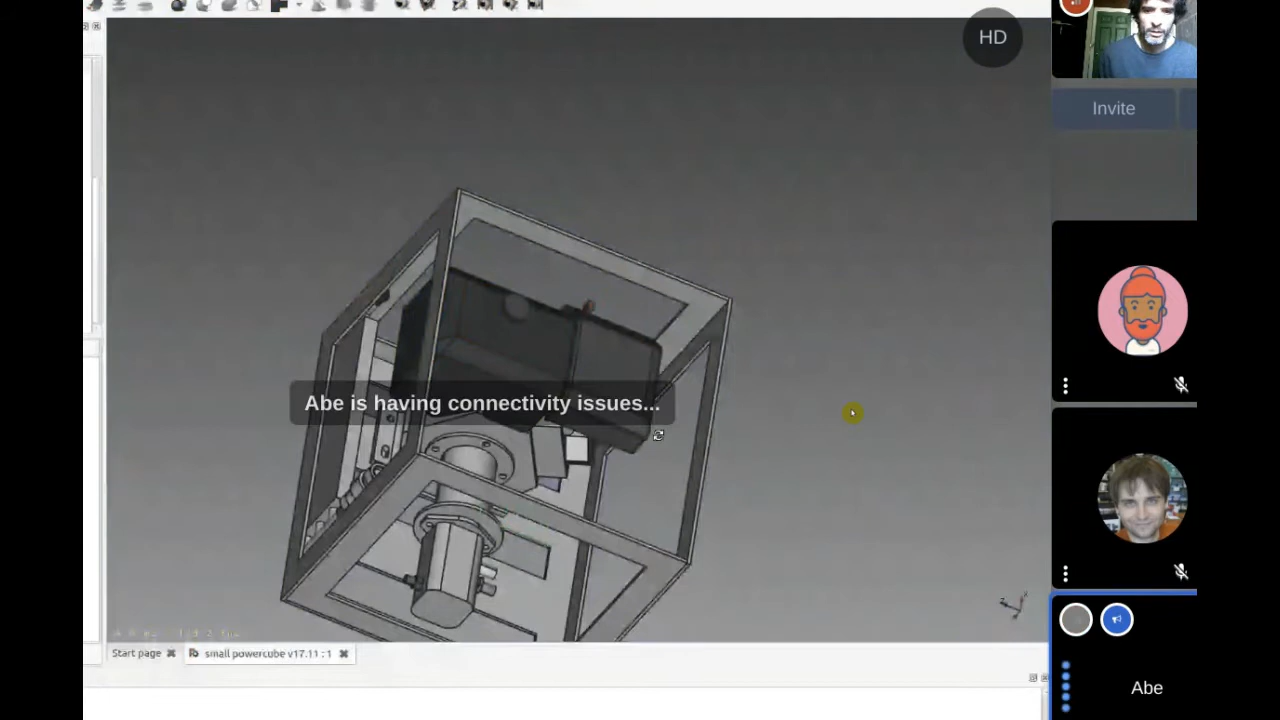 HD
Invite
Abe is having connectivity issues...
Start page
small powercube v17.11 : 1
Abe